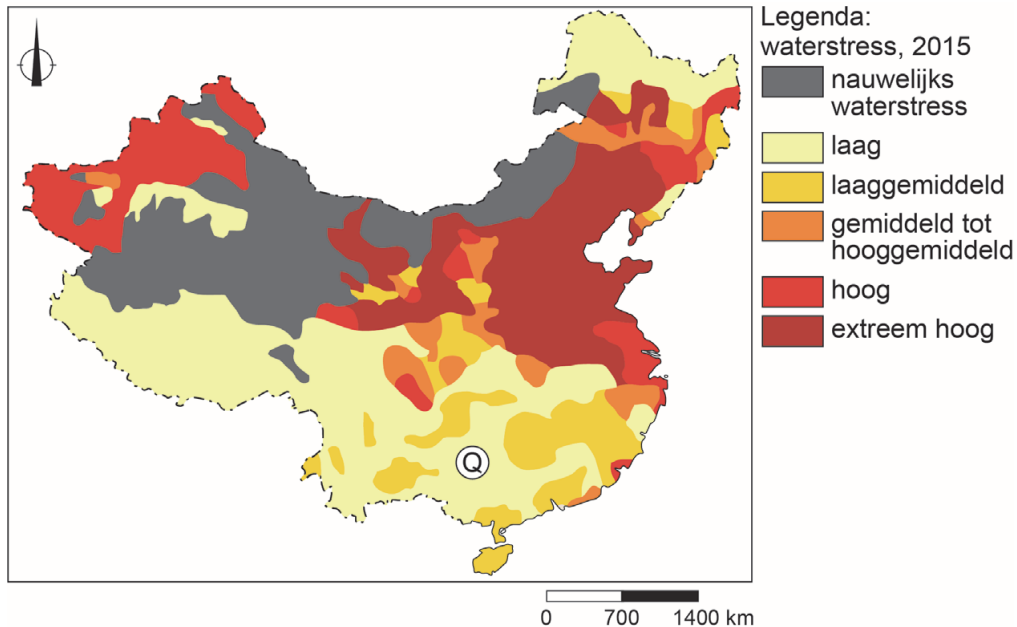 Legenda:
waterstress, 2015
nauwelijks
waterstress
laag
laaggemiddeld
gemiddeld tot
hooggemiddeld
hoog
extreem hoog
Q
0 700 1400 km